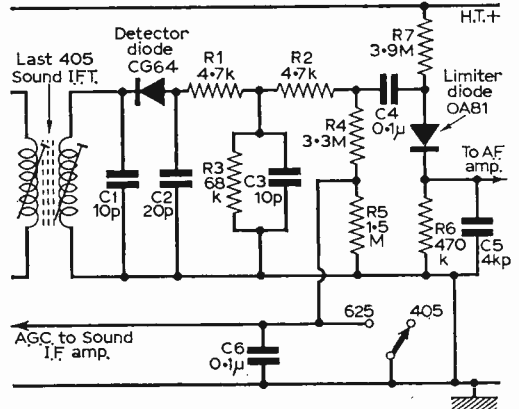 H.T.+
R7
3·9M
Detector
diode
CG64
Last 405
Sound I.F.T.
R1
4·7k
R2
4·7k
Limiter
diode
OA81
C4
0·1μ
R4
3·3M
To A.F.
amp.
R3
68
k
C3
10p
C1
10p
C2
20p
R5
1·5
M
R6
470
k
C5
4kp
625
405
AGC to Sound
I.F. amp.
C6
0·1μ